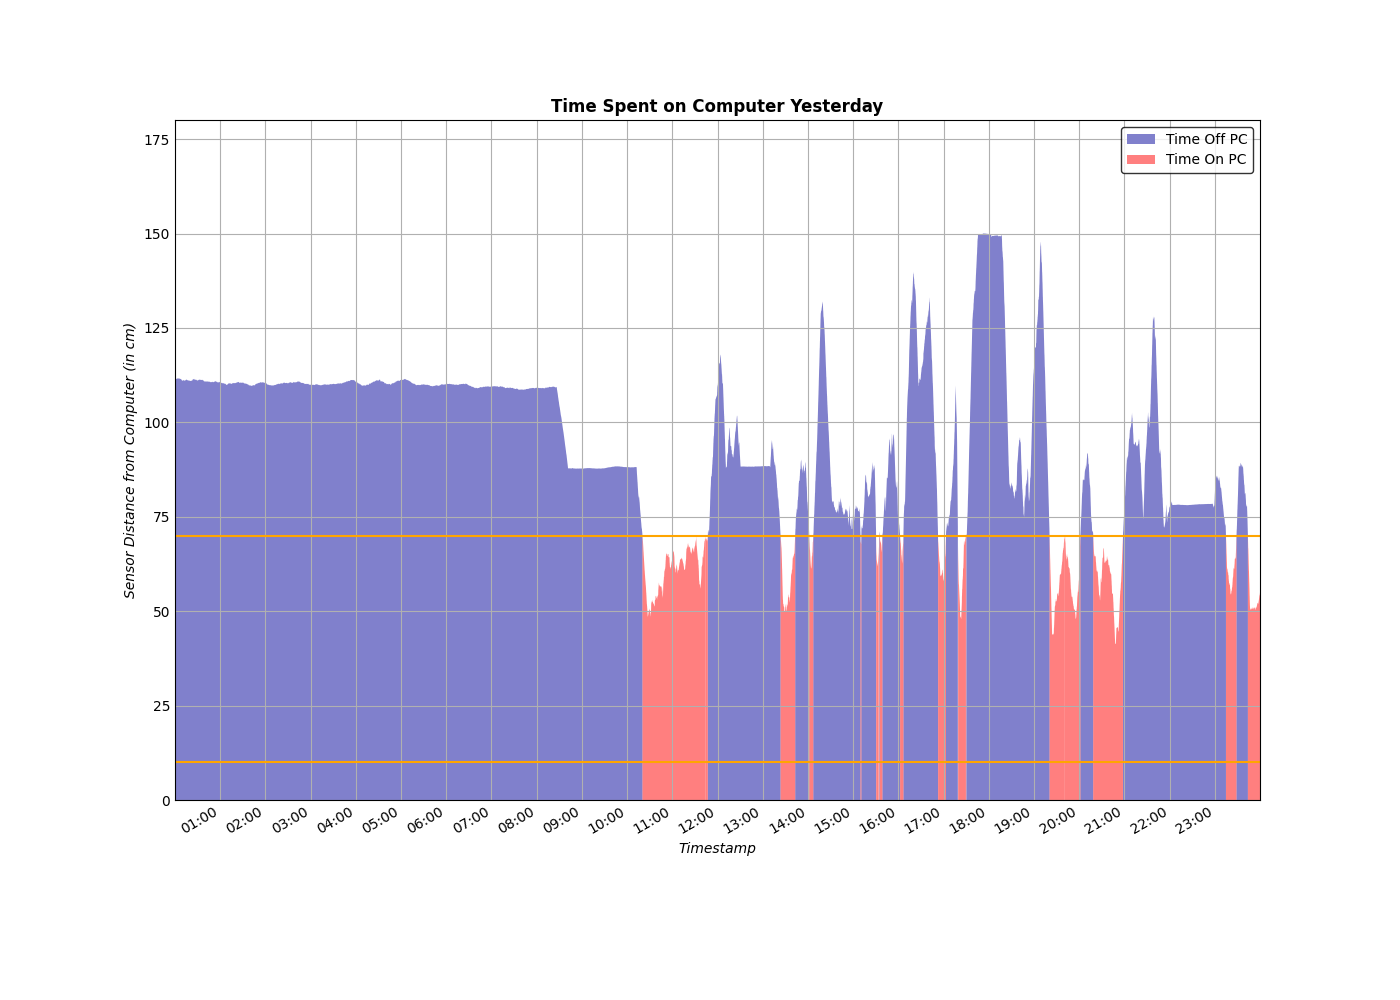 Time Spent on Computer Yesterday
Time Off PC
Time On PC
175
150
125
100
75
50
25
0
Sensor Distance from Computer (in cm)
01:00 02:00 03:00 04:00 05:00 06:00 07:00 08:00 09:00 10:00 11:00 12:00 13:00 14:00 15:00 16:00 17:00 18:00 19:00 20:00 21:00 22:00 23:00
Timestamp